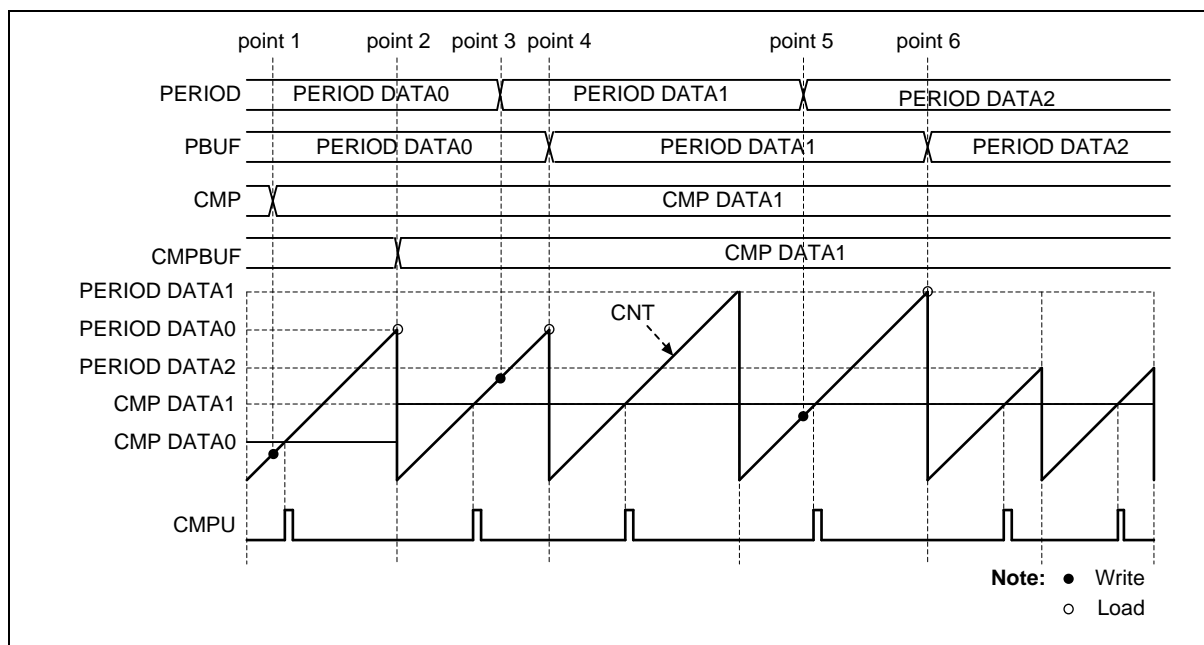 point 1 point 2 point 3 point 4 point 5 point 6
PERIOD PERIOD DATA0 PERIOD DATA1 PERIOD DATA2
PBUF PERIOD DATA0 PERIOD DATA1 PERIOD DATA2
CMP CMP DATA1
CMPBUF CMP DATA1
PERIOD DATA1
CNT
PERIOD DATA0
PERIOD DATA2
CMP DATA1
CMP DATA0
CMPU
Note: ● Write
○ Load